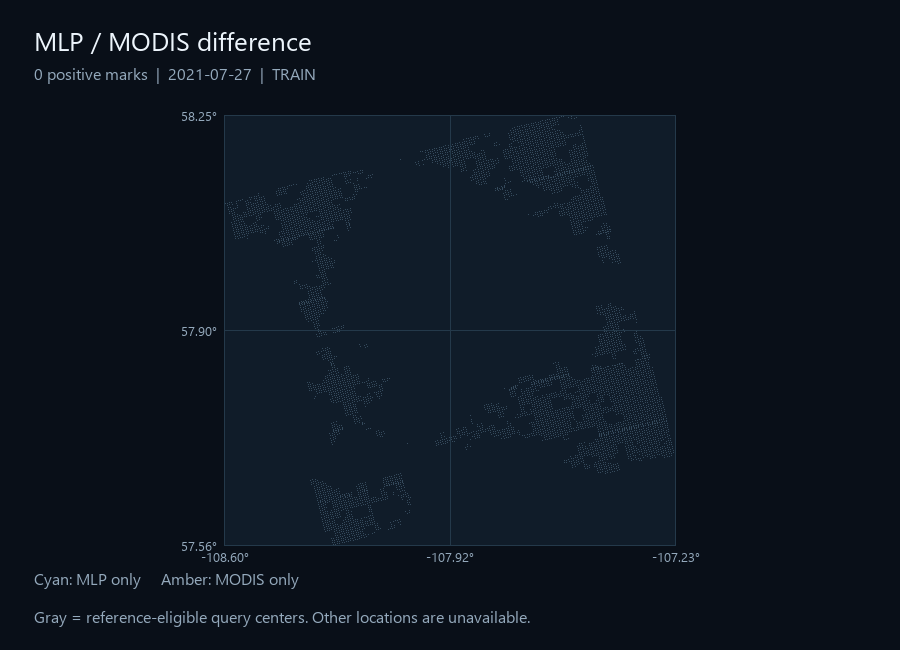 MLP / MODIS difference
0 positive marks | 2021-07-27 | TRAIN
58.25°
57.90°
57.56°
-108.60° -107.92° -107.23°
Cyan: MLP only Amber: MODIS only
Gray = reference-eligible query centers. Other locations are unavailable.